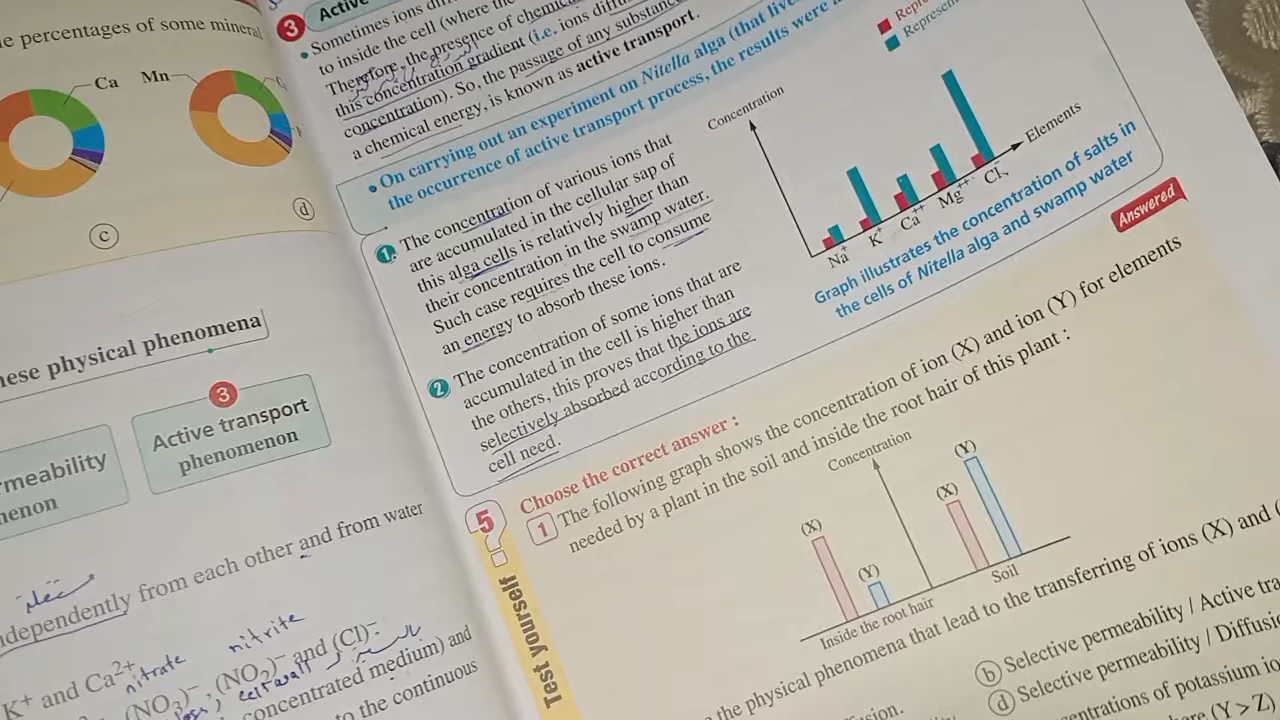 e percentages of some mineral
Ca
Mn
c
d
hese physical phenomena
rmeability
3
Active transport
phenomenon
from each other and from water
ndependently
nitrate
nitrite
K⁺ and Ca²⁺
(NO₃)⁻, (NO₂)⁻ and (Cl)⁻.
cell wall
concentrated medium) and
to the continuous
3
Active
• Sometimes ions
to inside the cell (where the
Therefore, the presence of chemic
this concentration gradient (i.e. ions diffu
concentration). So, the passage of any substance
a chemical energy, is known as active transport.
• On carrying out an experiment on Nitella alga (that live
the occurrence of active transport process, the results were
1. The concentration of various ions that
are accumulated in the cellular sap of
this alga cells is relatively higher than
their concentration in the swamp water.
Such case requires the cell to consume
an energy to absorb these ions.
2 The concentration of some ions that are
accumulated in the cell is higher than
the others, this proves that the ions are
selectively absorbed according to the
cell need.
Repre
Represen
Concentration
Elements
Na⁺
K⁺
Ca⁺⁺
Mg⁺⁺
Cl⁻
Graph illustrates the concentration of salts in
the cells of Nitella alga and swamp water
Answered
5
?
Test yourself
Choose the correct answer :
1 The following graph shows the concentration of ion (X) and ion (Y) for elements
needed by a plant in the soil and inside the root hair of this plant :
Concentration
(X)
(Y)
(X)
(Y)
Inside the root hair
Soil
the physical phenomena that lead to the transferring of ions (X) and (
b Selective permeability / Active tra
d Selective permeability / Diffusi
entrations of potassium io
(Y > Z)